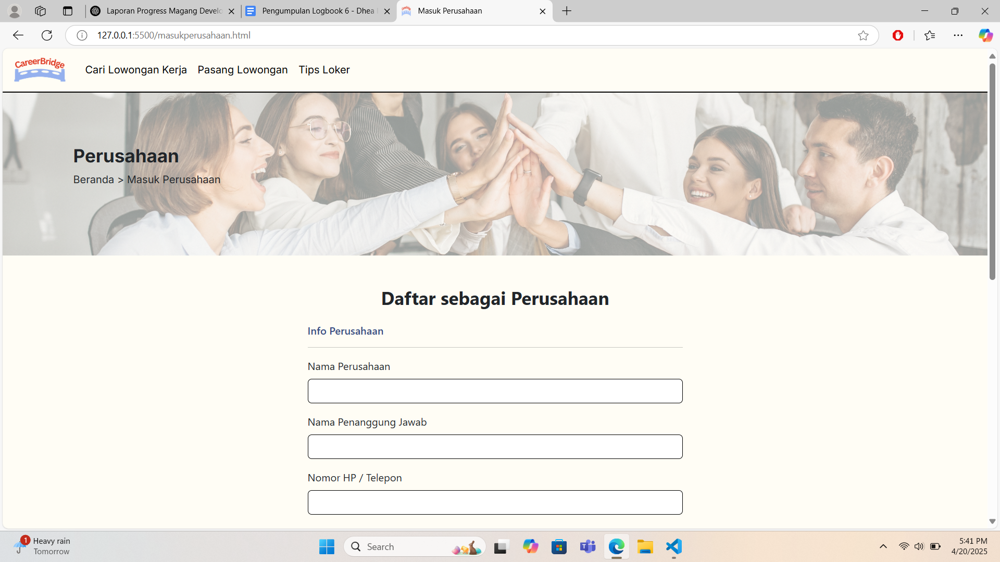 Laporan Progress Magang Develo
Pengumpulan Logbook 6 - Dhea
Masuk Perusahaan
127.0.0.1:5500/masukperusahaan.html
CareerBridge
Cari Lowongan Kerja
Pasang Lowongan
Tips Loker
Perusahaan
Beranda > Masuk Perusahaan
Daftar sebagai Perusahaan
Info Perusahaan
Nama Perusahaan
Nama Penanggung Jawab
Nomor HP / Telepon
1
Heavy rain
Tomorrow
Search
5:41 PM
4/20/2025